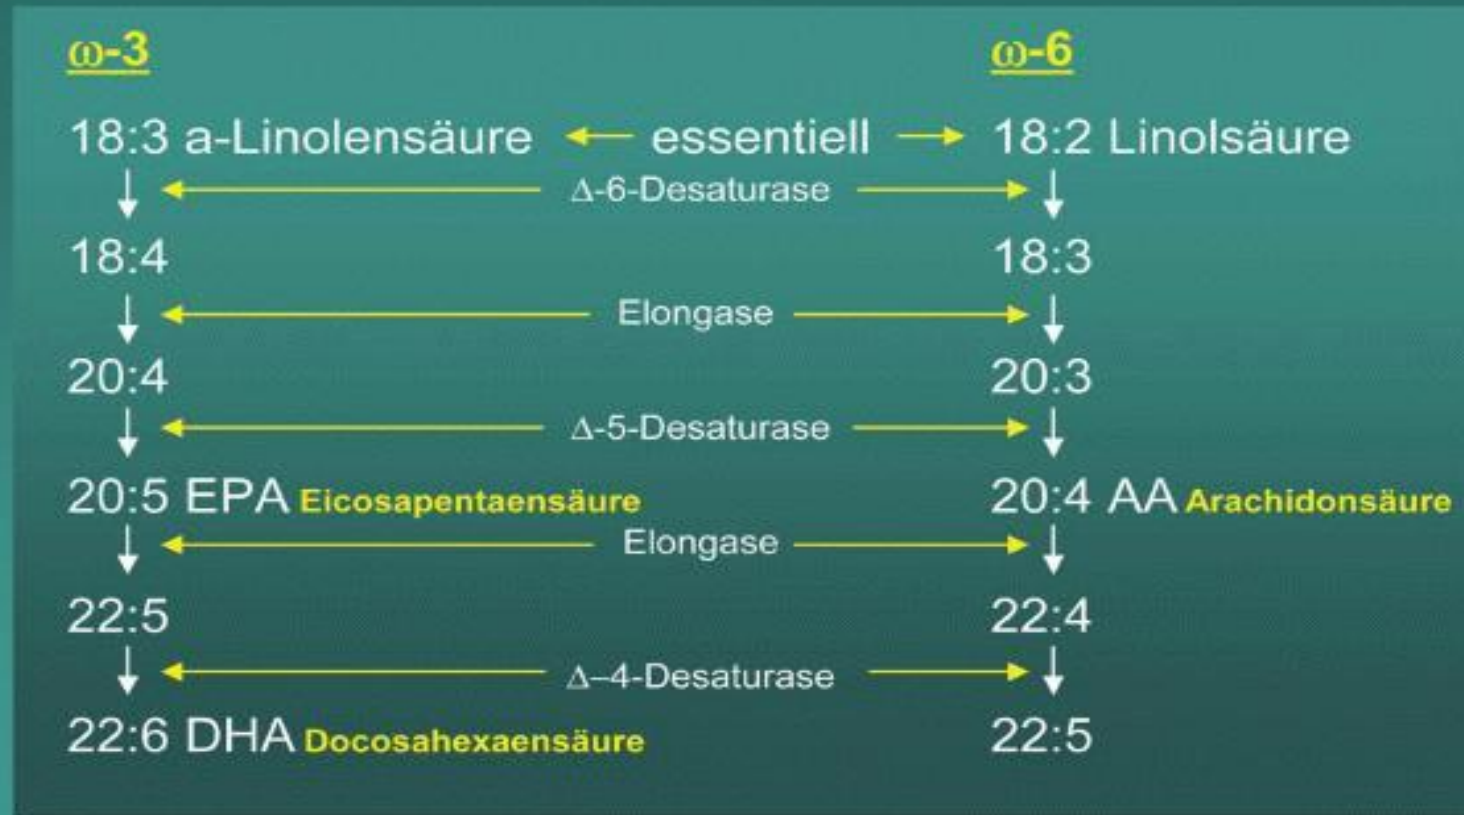 ω-3 ω-6
18:3 a-Linolensäure essentiell 18:2 Linolsäure
Δ-6-Desaturase
18:4 18:3
Elongase
20:4 20:3
Δ-5-Desaturase
20:5 EPA Eicosapentaensäure 20:4 AA Arachidonsäure
Elongase
22:5 22:4
Δ–4-Desaturase
22:6 DHA Docosahexaensäure 22:5